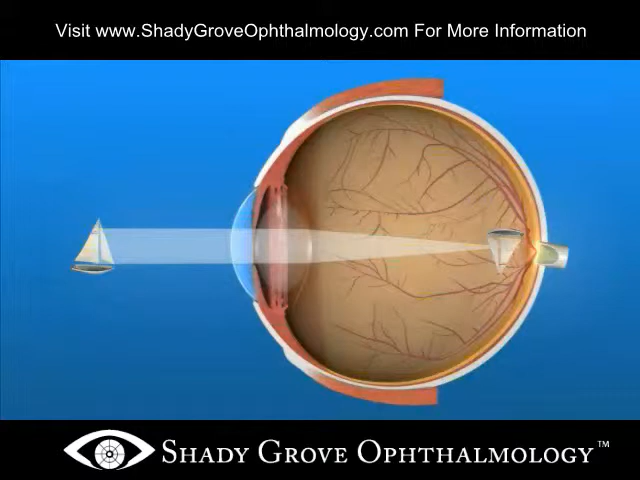 Visit www.ShadyGroveOphthalmology.com For More Information
SHADY GROVE OPHTHALMOLOGY™